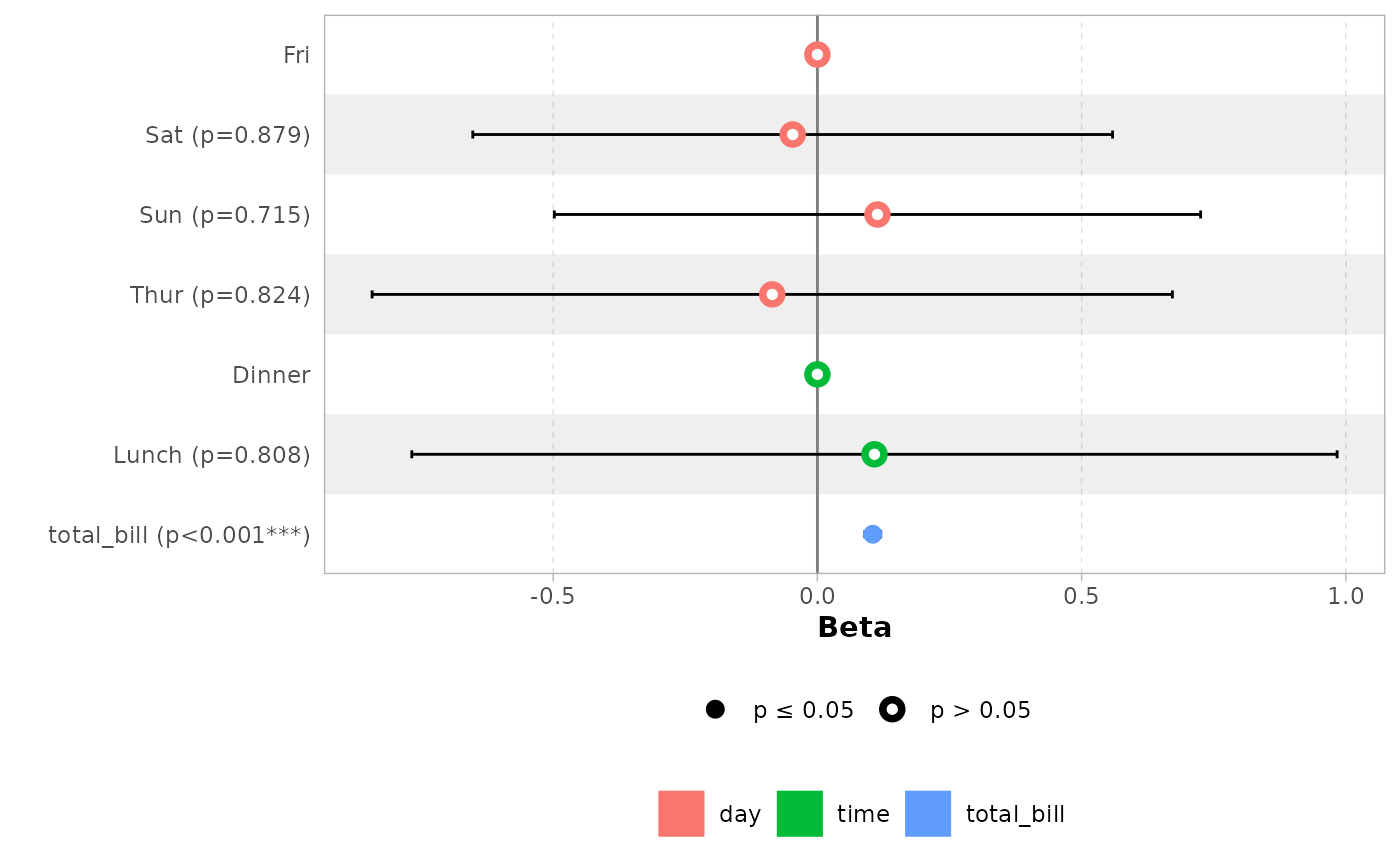 Fri
Sat (p=0.879)
Sun (p=0.715)
Thur (p=0.824)
Dinner
Lunch (p=0.808)
total_bill (p<0.001***)
-0.5 0.0 0.5 1.0
Beta
p ≤ 0.05 p > 0.05
day time total_bill